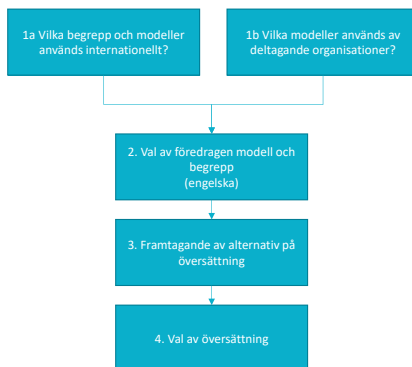 1a Vilka begrepp och modeller
används internationellt?
1b Vilka modeller används av
deltagande organisationer?
2. Val av föredragen modell och
begrepp
(engelska)
3. Framtagande av alternativ på
översättning
4. Val av översättning